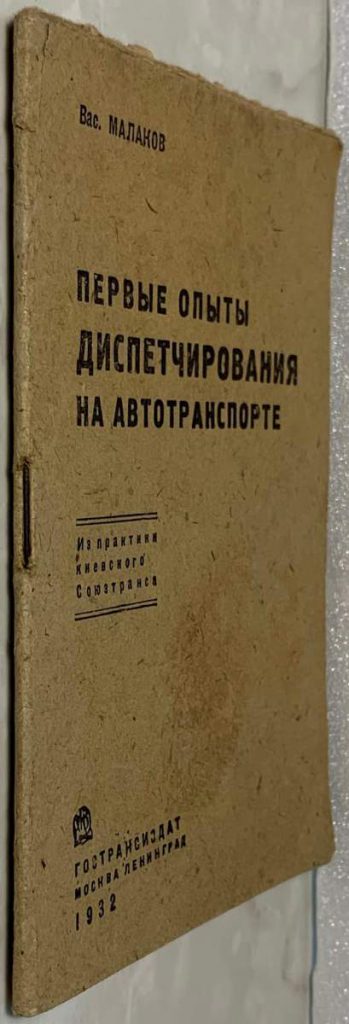 Вас. МАЛАКОВ
ПЕРВЫЕ ОПЫТЫ
ДИСПЕТЧИРОВАНИЯ
НА АВТОТРАНСПОРТЕ
Из практики
киевского
Союзтранса
ГОСТРАНСИЗДАТ
МОСКВА ЛЕНИНГРАД
1932